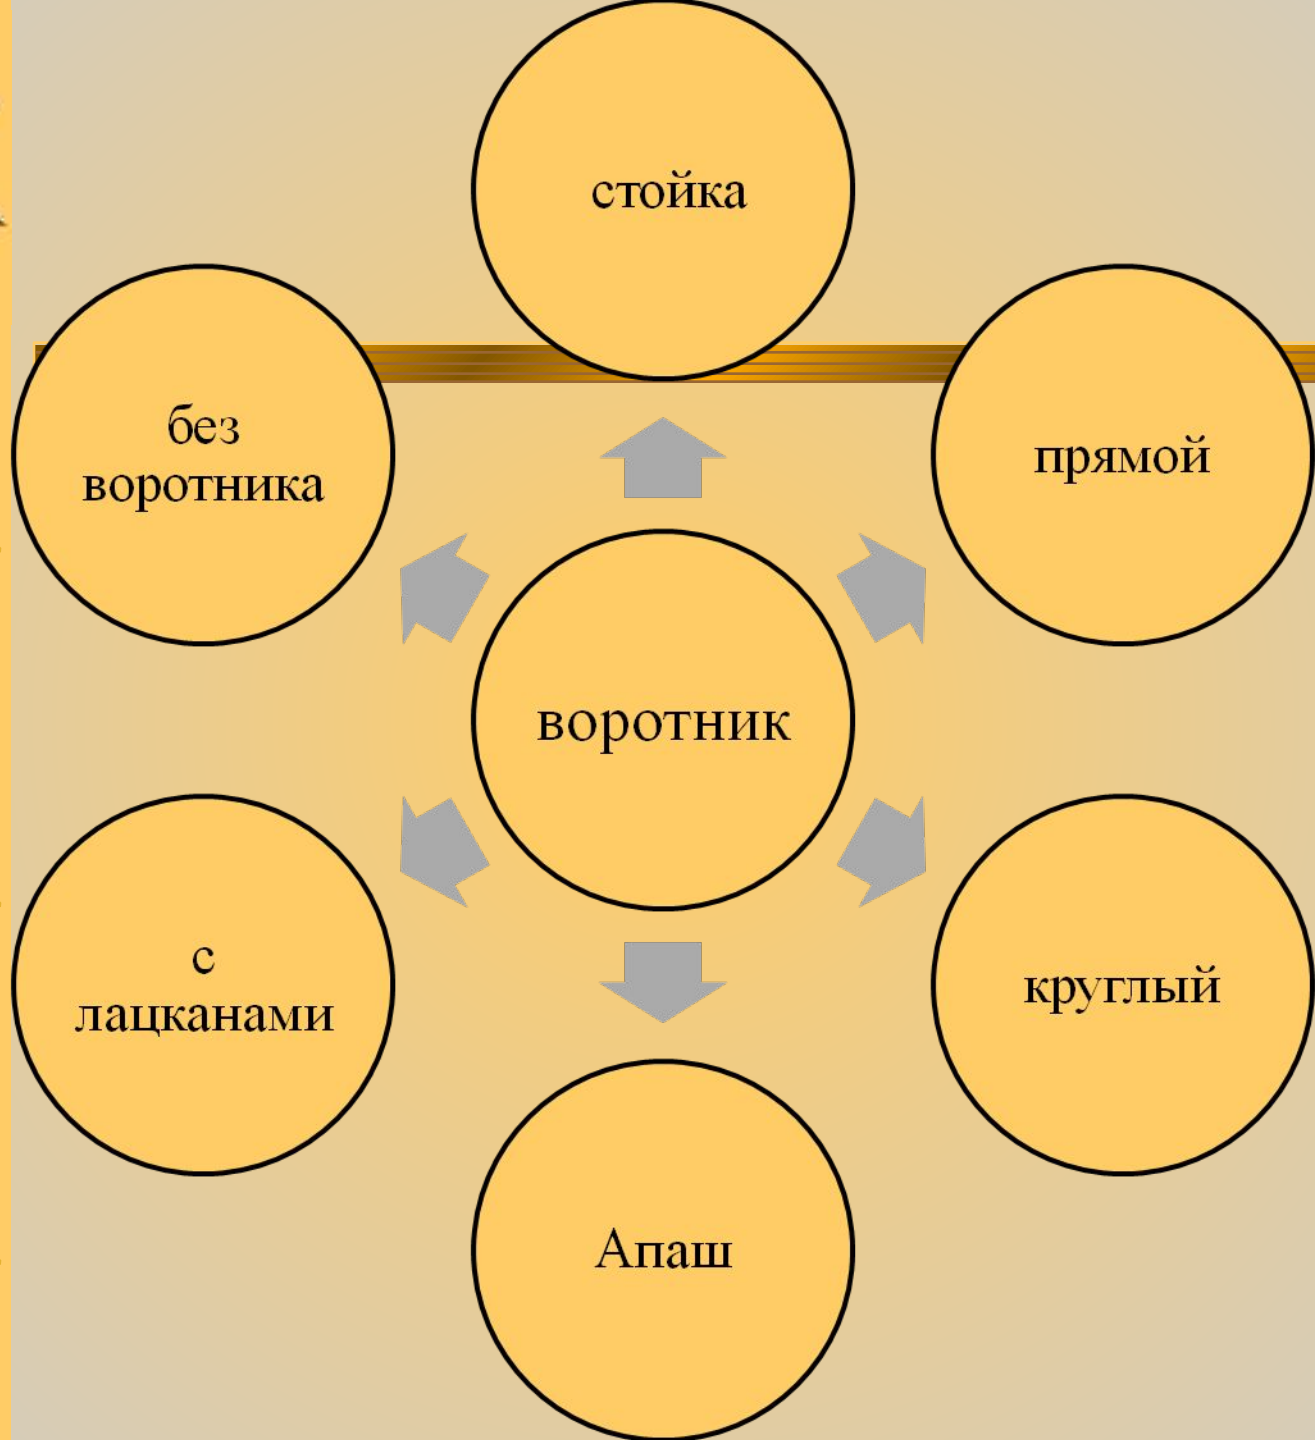 стойка
без
воротника
прямой
воротник
с
лацканами
круглый
Апаш